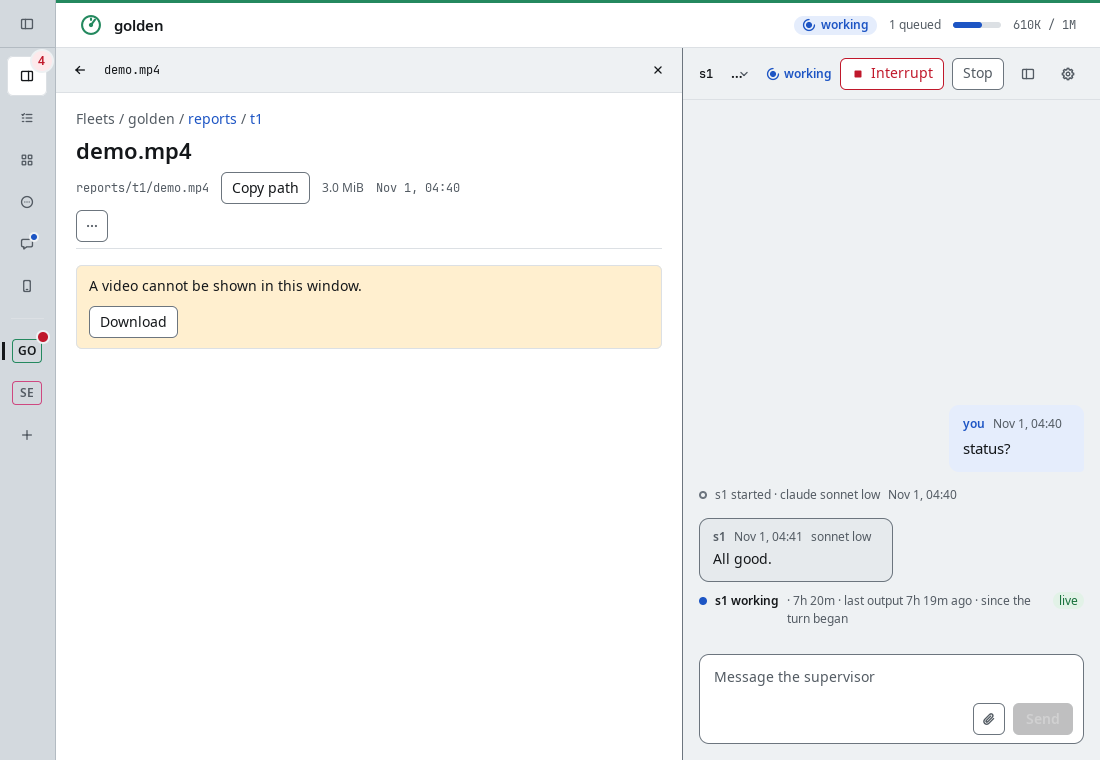 golden
working
1 queued
610K / 1M
4
demo.mp4
s1
...
working
Interrupt
Stop
Fleets / golden / reports / t1
demo.mp4
reports/t1/demo.mp4
Copy path
3.0 MiB
Nov 1, 04:40
...
A video cannot be shown in this window.
Download
GO
SE
you Nov 1, 04:40
status?
s1 started · claude sonnet low Nov 1, 04:40
s1 Nov 1, 04:41 sonnet low
All good.
s1 working · 7h 20m · last output 7h 19m ago · since the
turn began
live
Message the supervisor
Send